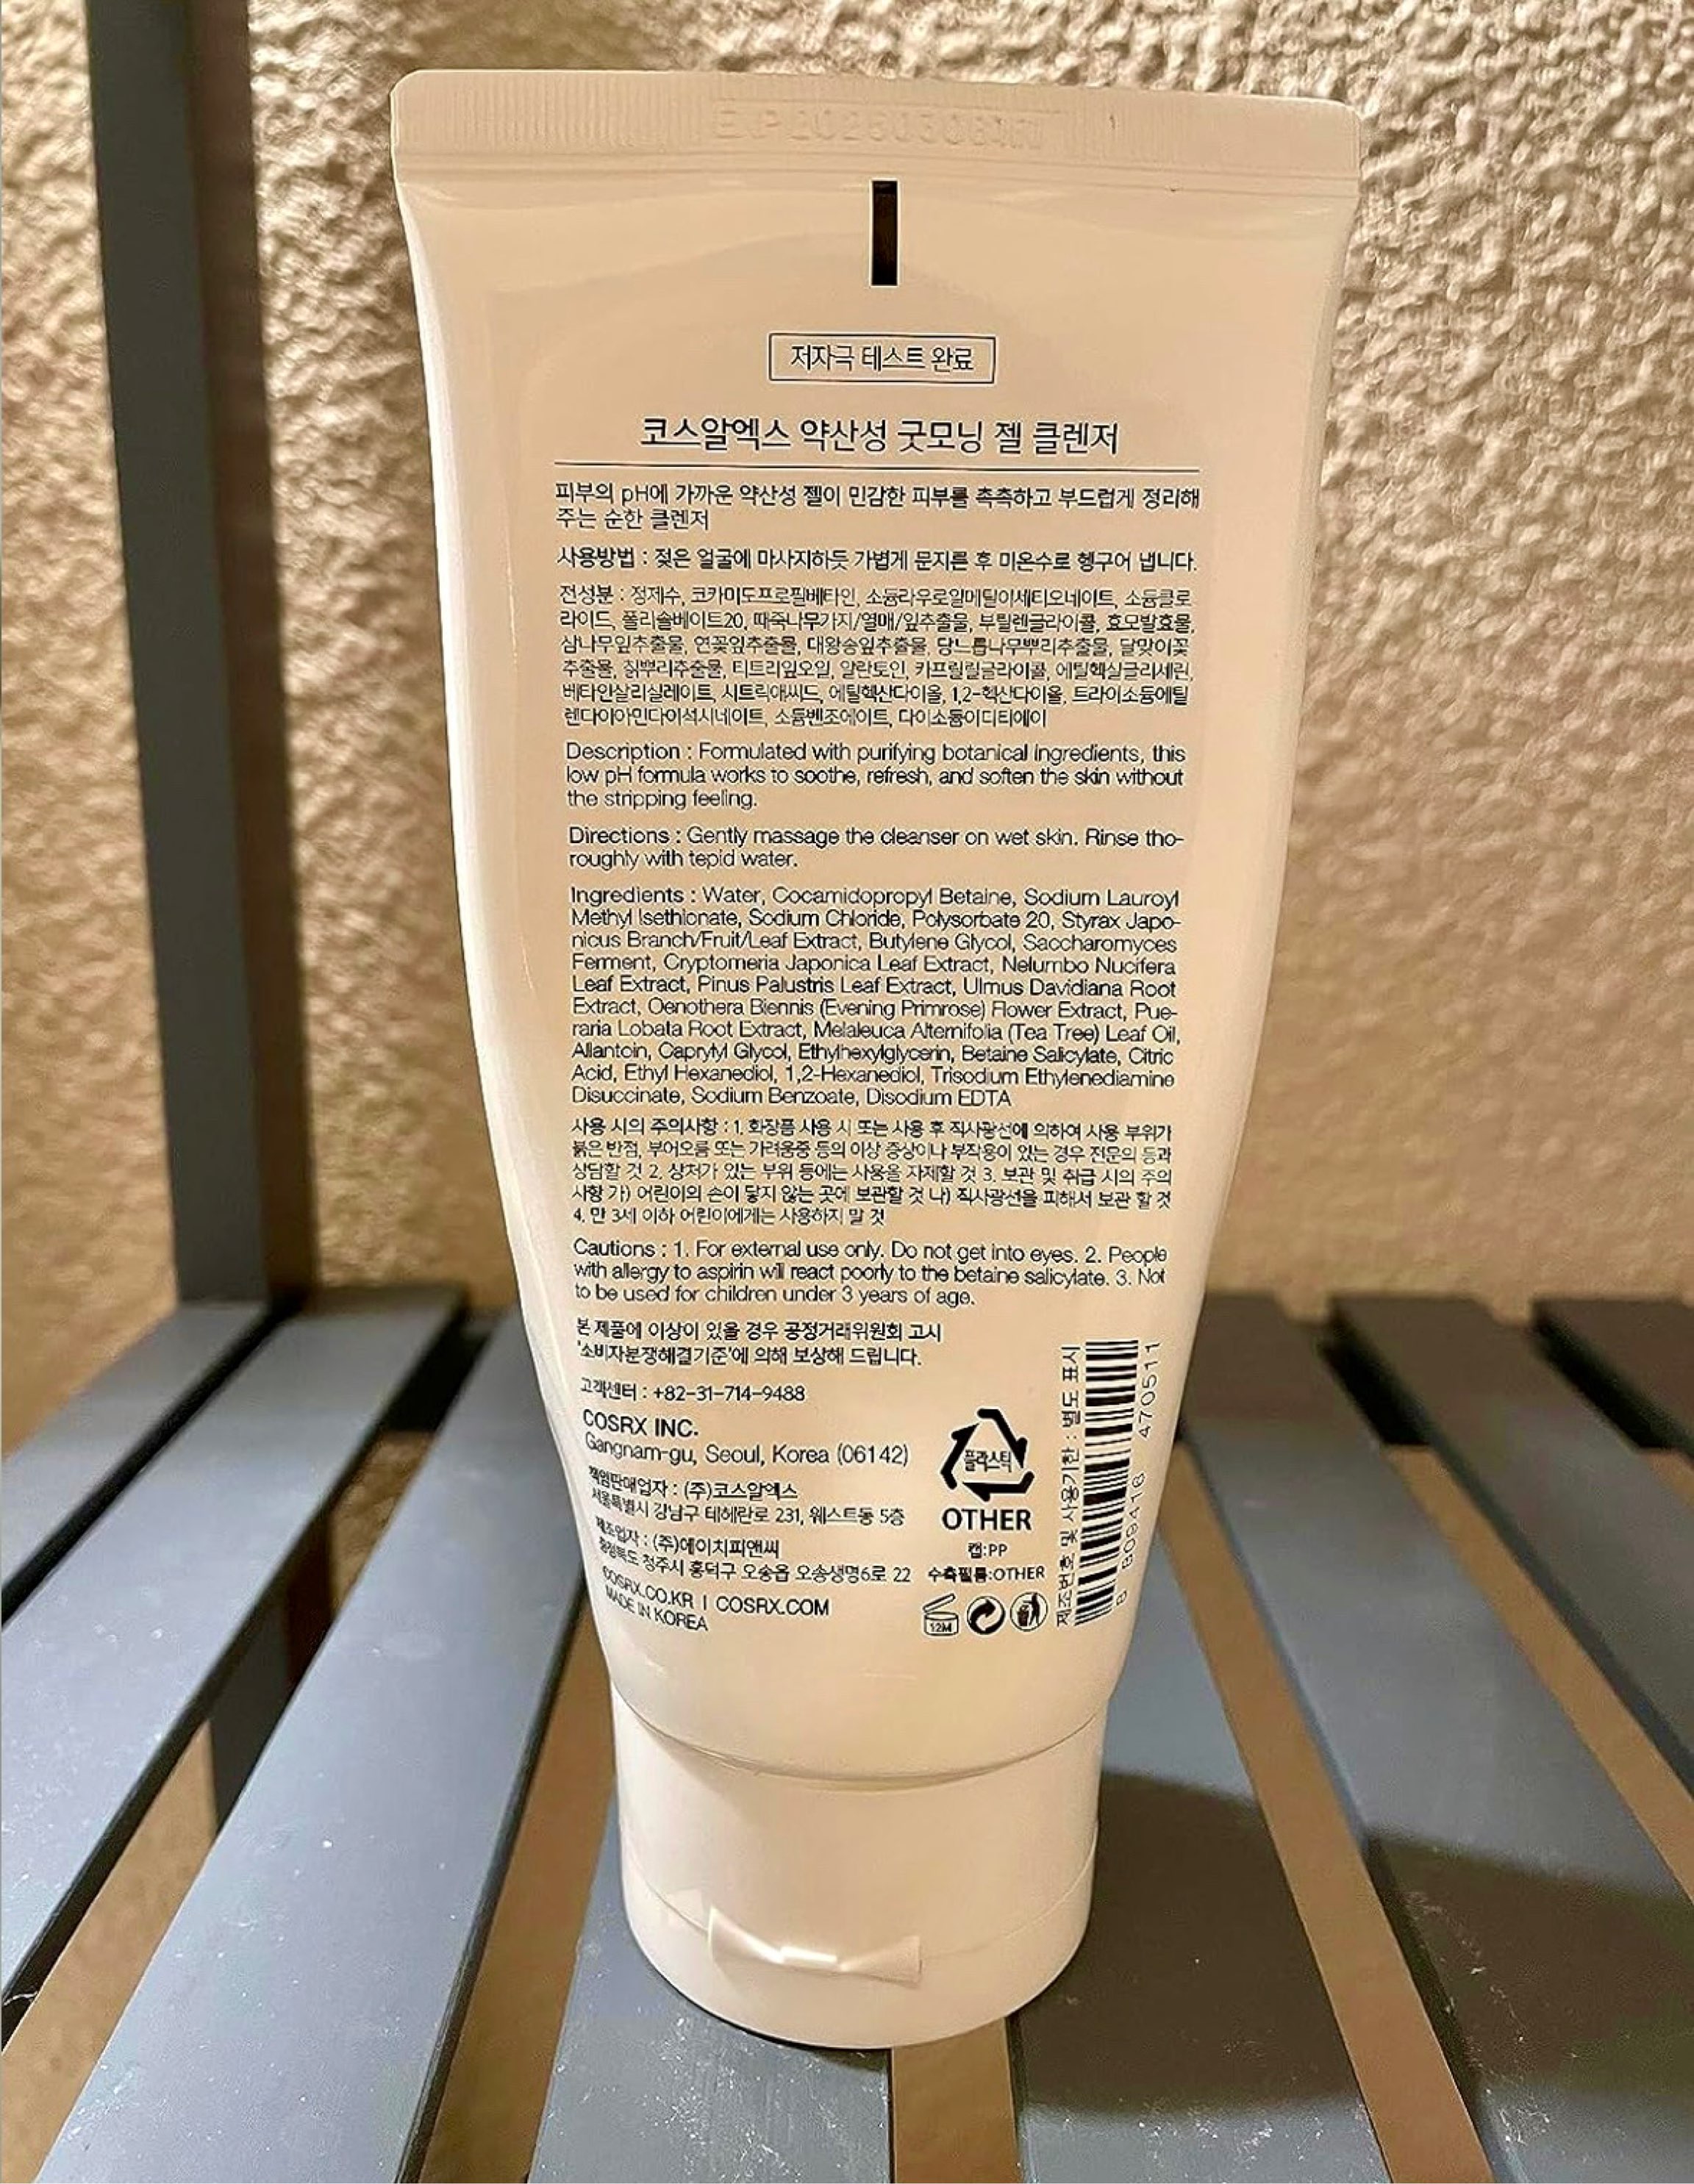 EXP 20260306
저자극 테스트 완료
코스알엑스 약산성 굿모닝 젤 클렌저
피부의 pH에 가까운 약산성 젤이 민감한 피부를 촉촉하고 부드럽게 정리해
주는 순한 클렌저
사용방법 : 젖은 얼굴에 마사지하듯 가볍게 문지른 후 미온수로 헹구어 냅니다.
전성분 : 정제수, 코카미도프로필베타인, 소듐라우로일메틸이세티오네이트, 소듐클로
라이드, 폴리솔베이트20, 때죽나무가지/열매/잎추출물, 부틸렌글라이콜, 효모발효물,
삼나무잎추출물, 연꽃잎추출물, 대왕송잎추출물, 당느릅나무뿌리추출물, 달맞이꽃
추출물, 칡뿌리추출물, 티트리잎오일, 알란토인, 카프릴릴글라이콜, 에틸헥실글리세린,
베타인살리실레이트, 시트릭애씨드, 에틸헥산다이올, 1,2-헥산다이올, 트라이소듐에틸
렌다이아민다이석시네이트, 소듐벤조에이트, 다이소듐이디티에이
Description : Formulated with purifying botanical ingredients, this
low pH formula works to soothe, refresh, and soften the skin without
the stripping feeling.
Directions : Gently massage the cleanser on wet skin. Rinse tho-
roughly with tepid water.
Ingredients : Water, Cocamidopropyl Betaine, Sodium Lauroyl
Methyl Isethionate, Sodium Chloride, Polysorbate 20, Styrax Japo-
nicus Branch/Fruit/Leaf Extract, Butylene Glycol, Saccharomyces
Ferment, Cryptomeria Japonica Leaf Extract, Nelumbo Nucifera
Leaf Extract, Pinus Palustris Leaf Extract, Ulmus Davidiana Root
Extract, Oenothera Biennis (Evening Primrose) Flower Extract, Pue-
raria Lobata Root Extract, Melaleuca Alternifolia (Tea Tree) Leaf Oil,
Allantoin, Caprylyl Glycol, Ethylhexylglycerin, Betaine Salicylate, Citric
Acid, Ethyl Hexanediol, 1,2-Hexanediol, Trisodium Ethylenediamine
Disuccinate, Sodium Benzoate, Disodium EDTA
사용 시의 주의사항 : 1. 화장품 사용 시 또는 사용 후 직사광선에 의하여 사용 부위가
붉은 반점, 부어오름 또는 가려움증 등의 이상 증상이나 부작용이 있는 경우 전문의 등과
상담할 것 2. 상처가 있는 부위 등에는 사용을 자제할 것 3. 보관 및 취급 시의 주의
사항 가) 어린이의 손이 닿지 않는 곳에 보관할 것 나) 직사광선을 피해서 보관 할 것
4. 만 3세 이하 어린이에게는 사용하지 말 것
Cautions : 1. For external use only. Do not get into eyes. 2. People
with allergy to aspirin will react poorly to the betaine salicylate. 3. Not
to be used for children under 3 years of age.
본 제품에 이상이 있을 경우 공정거래위원회 고시
'소비자분쟁해결기준'에 의해 보상해 드립니다.
고객센터 : +82-31-714-9488
COSRX INC.
Gangnam-gu, Seoul, Korea (06142)
책임판매업자 : (주)코스알엑스
서울특별시 강남구 테헤란로 231, 웨스트동 5층
제조업자 : (주)에이치피앤씨
충청북도 청주시 흥덕구 오송읍 오송생명6로 22
COSRX.CO.KR | COSRX.COM
MADE IN KOREA
플라스틱
OTHER
캡:PP
수축필름:OTHER
12M
제조번호 및 사용기한 : 별도 표시
8 809416 470511